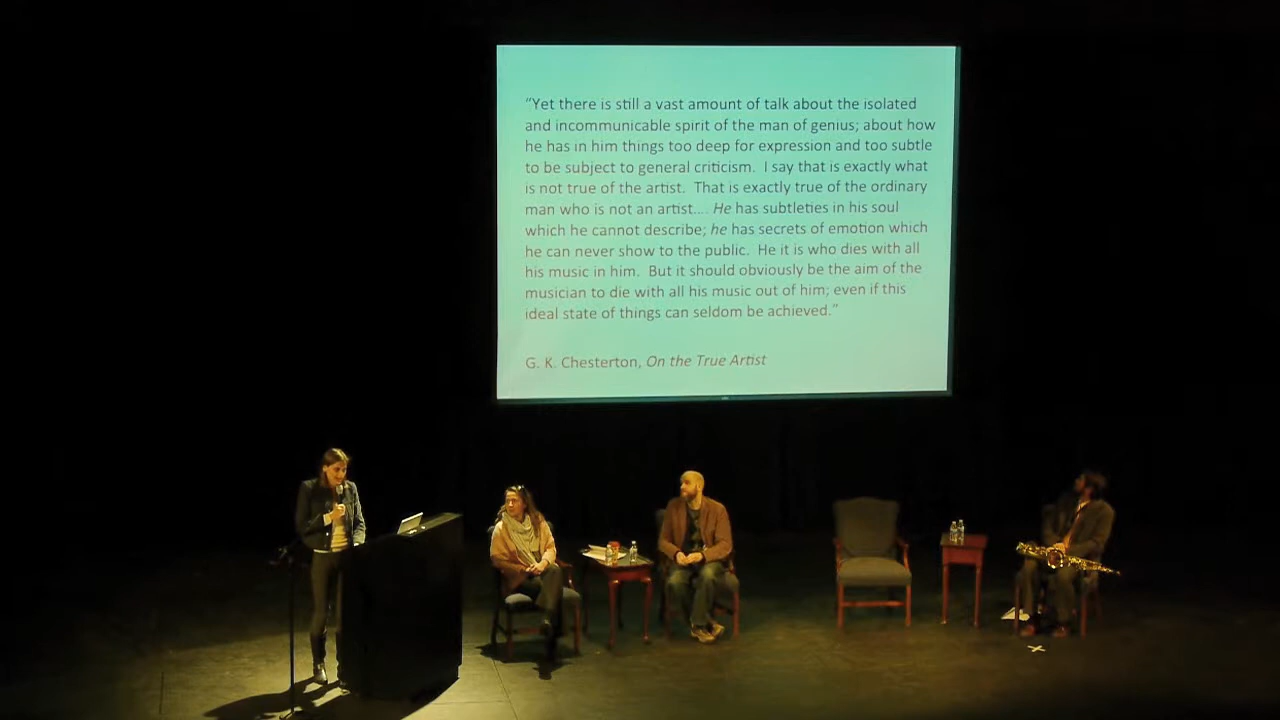 “Yet there is still a vast amount of talk about the isolated
and incommunicable spirit of the man of genius; about how
he has in him things too deep for expression and too subtle
to be subject to general criticism.  I say that is exactly what
is not true of the artist.  That is exactly true of the ordinary
man who is not an artist.... He has subtleties in his soul
which he cannot describe; he has secrets of emotion which
he can never show to the public.  He it is who dies with all
his music in him.  But it should obviously be the aim of the
musician to die with all his music out of him; even if this
ideal state of things can seldom be achieved.”
G. K. Chesterton, On the True Artist